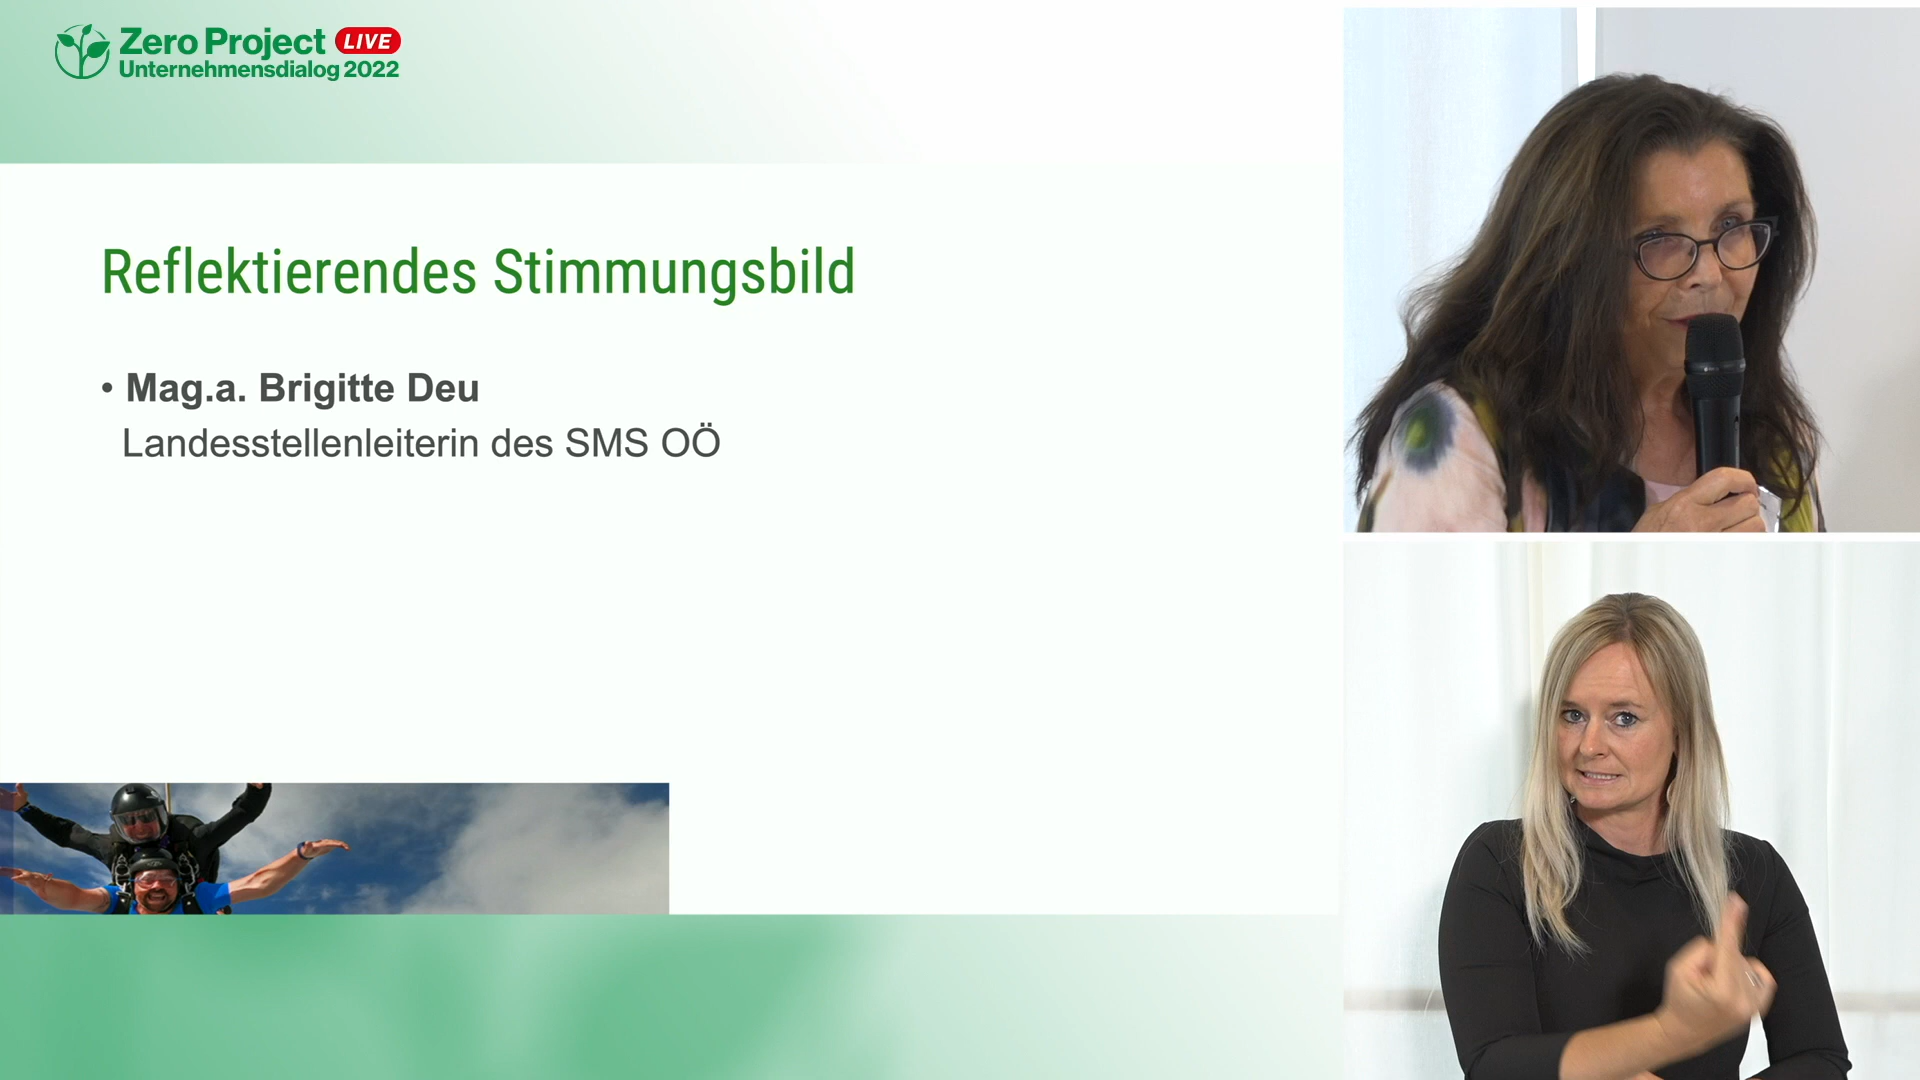 Zero Project LIVE
Unternehmensdialog 2022
Reflektierendes Stimmungsbild
• Mag.a. Brigitte Deu
Landesstellenleiterin des SMS OÖ